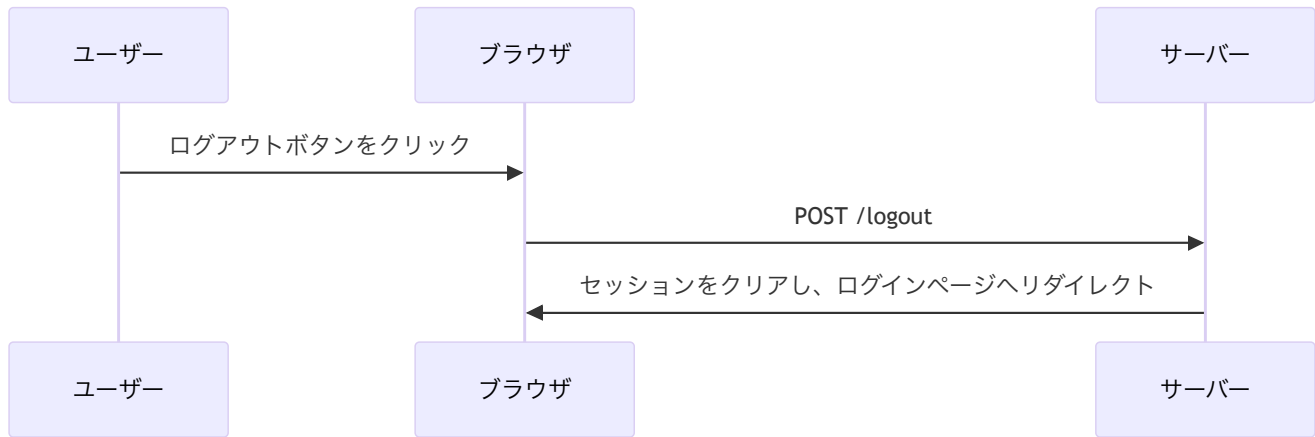 ユーザー
ブラウザ
サーバー
ログアウトボタンをクリック
POST /logout
セッションをクリアし、ログインページへリダイレクト
ユーザー
ブラウザ
サーバー